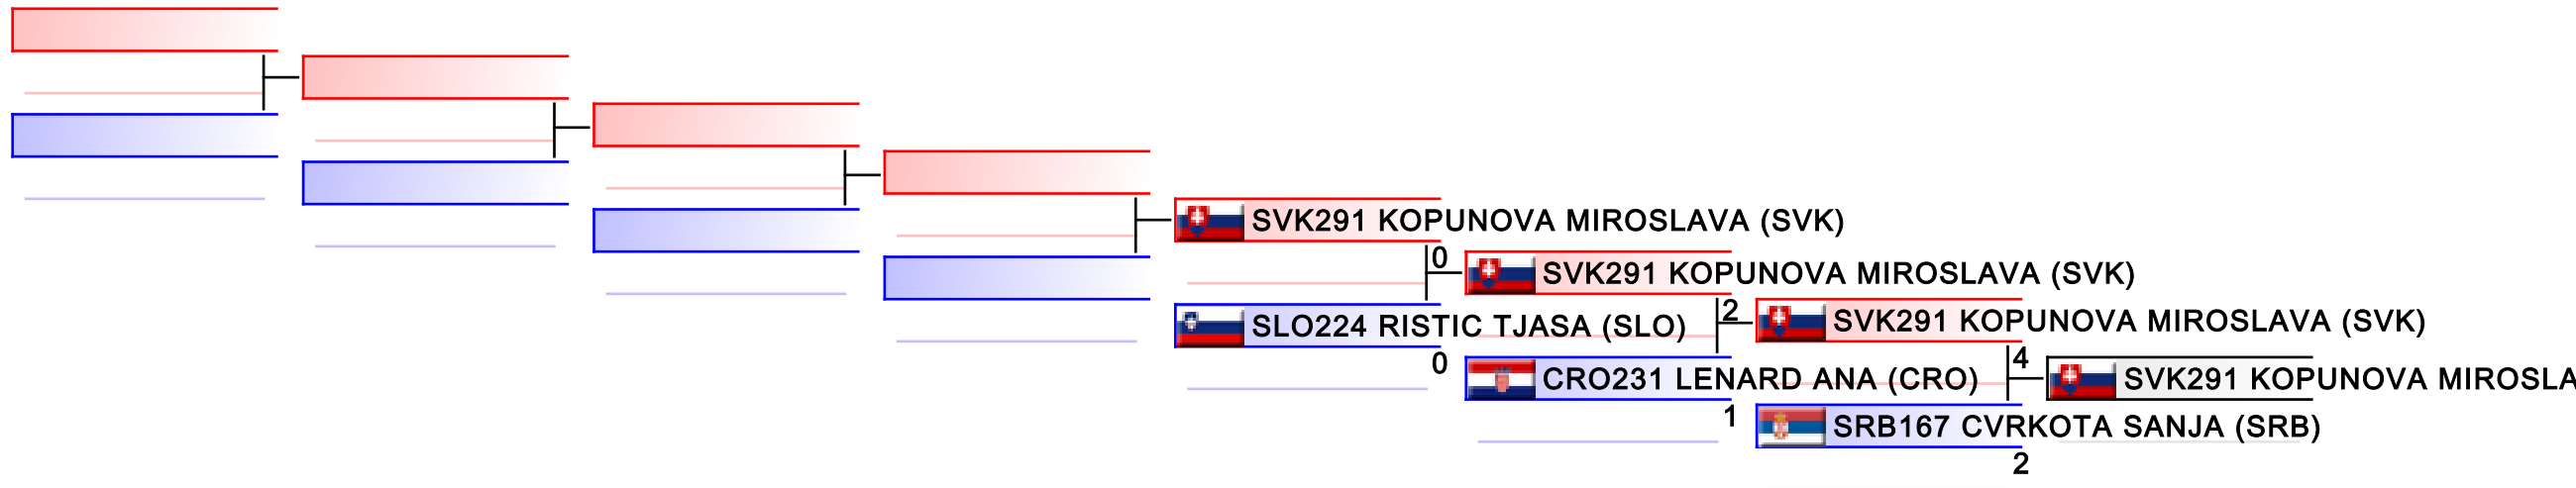 SVK291 KOPUNOVA MIROSLAVA (SVK)
0
SVK291 KOPUNOVA MIROSLAVA (SVK)
SLO224 RISTIC TJASA (SLO)
0
2
SVK291 KOPUNOVA MIROSLAVA (SVK)
CRO231 LENARD ANA (CRO)
1
4
SVK291 KOPUNOVA MIROSLA
SRB167 CVRKOTA SANJA (SRB)
2